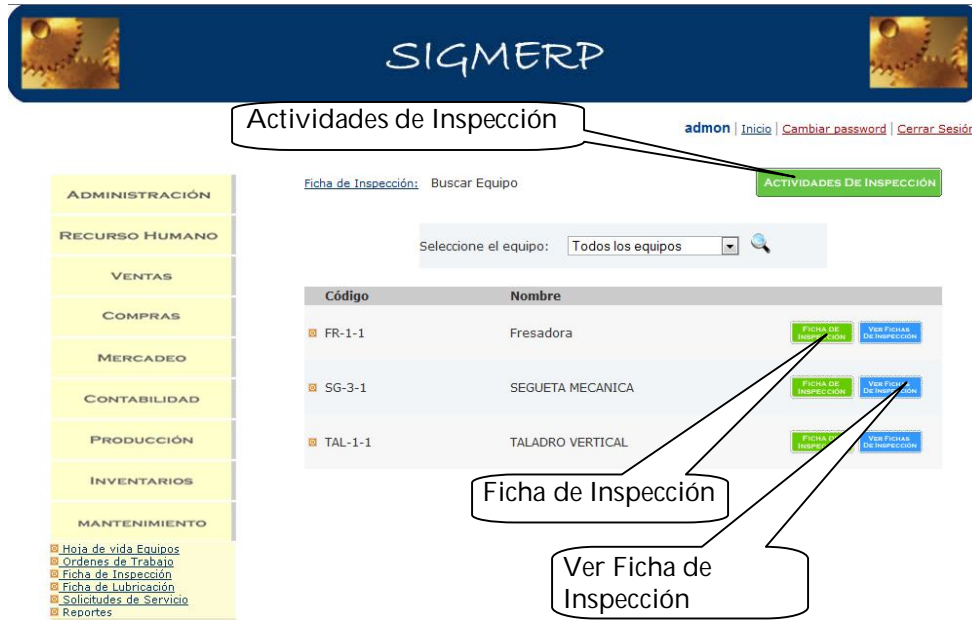 SIGMERP
Actividades de Inspección
admon | Inicio | Cambiar password | Cerrar Sesión
Ficha de Inspección: Buscar Equipo
ACTIVIDADES DE INSPECCIÓN
Seleccione el equipo: Todos los equipos
Código Nombre
FR-1-1 Fresadora FICHA DE INSPECCIÓN VER FICHAS DE INSPECCIÓN
SG-3-1 SEGUETA MECANICA FICHA DE INSPECCIÓN VER FICHAS DE INSPECCIÓN
TAL-1-1 TALADRO VERTICAL FICHA DE INSPECCIÓN VER FICHAS DE INSPECCIÓN
ADMINISTRACIÓN
RECURSO HUMANO
VENTAS
COMPRAS
MERCADEO
CONTABILIDAD
PRODUCCIÓN
INVENTARIOS
MANTENIMIENTO
Hoja de vida Equipos
Ordenes de Trabajo
Ficha de Inspección
Ficha de Lubricación
Solicitudes de Servicio
Reportes
Ficha de Inspección
Ver Ficha de
Inspección